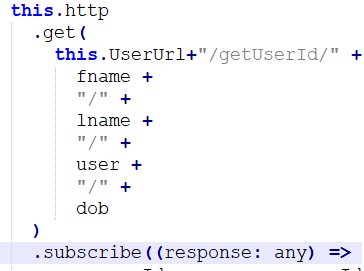 this.http
.get(
this.UserUrl+"/getUserId/" +
fname +
"/" +
lname +
"/" +
user +
"/" +
dob
)
.subscribe((response: any) =>